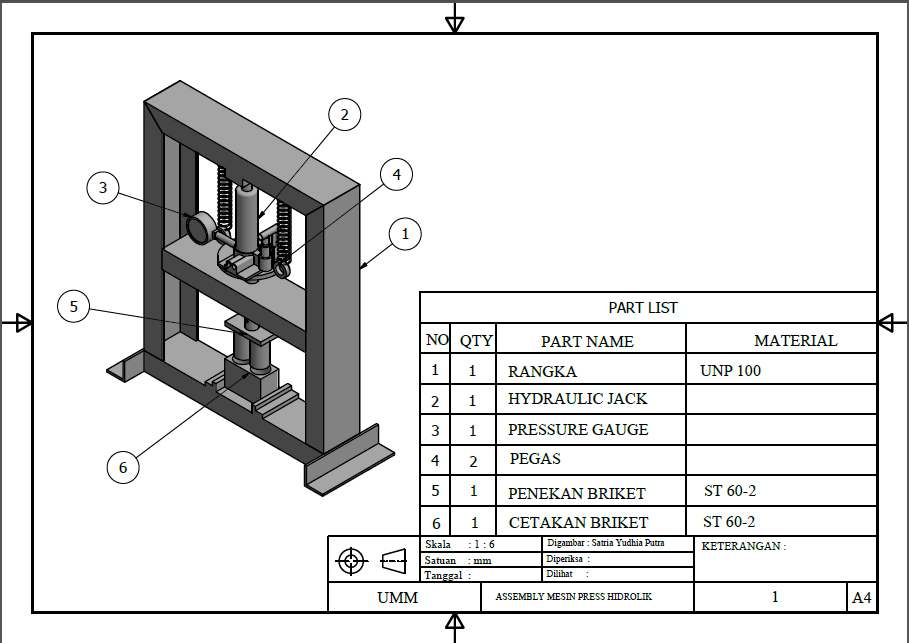 2
4
3
1
5
6
PART LIST
NO QTY PART NAME MATERIAL
1 1 RANGKA UNP 100
2 1 HYDRAULIC JACK
3 1 PRESSURE GAUGE
4 2 PEGAS
5 1 PENEKAN BRIKET ST 60-2
6 1 CETAKAN BRIKET ST 60-2
Skala : 1 : 6 Digambar : Satria Yudhia Putra KETERANGAN :
Satuan : mm Diperiksa :
Tanggal : Dilihat :
UMM ASSEMBLY MESIN PRESS HIDROLIK 1 A4